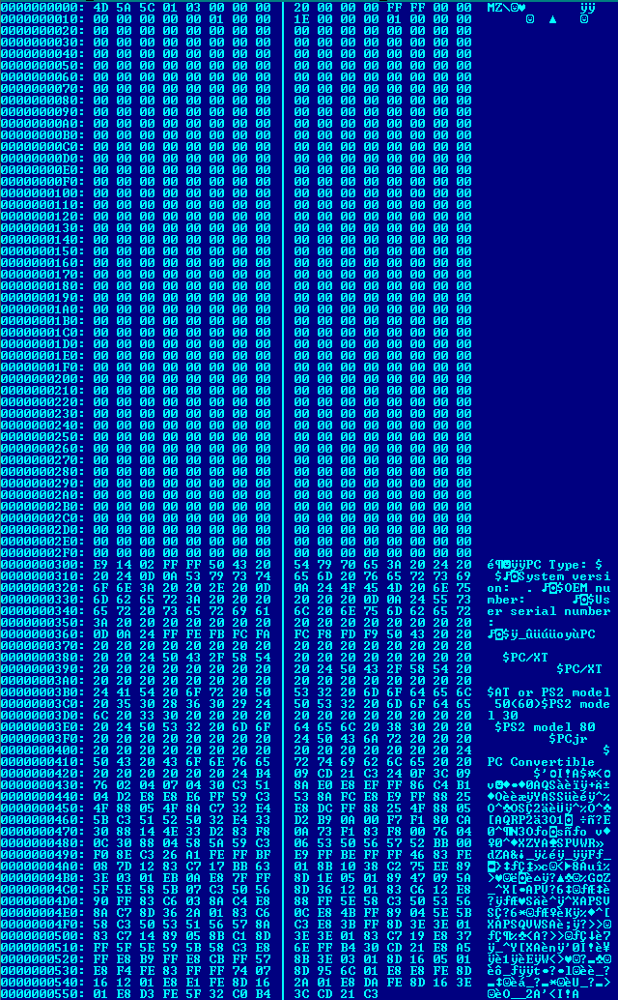 0000000000: 4D 5A 5C 01 03 00 00 00 │ 20 00 00 00 FF FF 00 00 MZ\☺♥ ÿÿ
0000000010: 00 00 00 00 00 01 00 00 │ 1E 00 00 00 01 00 00 00 ☺ ▲ ☺
0000000020: 00 00 00 00 00 00 00 00 │ 00 00 00 00 00 00 00 00
0000000030: 00 00 00 00 00 00 00 00 │ 00 00 00 00 00 00 00 00
0000000040: 00 00 00 00 00 00 00 00 │ 00 00 00 00 00 00 00 00
0000000050: 00 00 00 00 00 00 00 00 │ 00 00 00 00 00 00 00 00
0000000060: 00 00 00 00 00 00 00 00 │ 00 00 00 00 00 00 00 00
0000000070: 00 00 00 00 00 00 00 00 │ 00 00 00 00 00 00 00 00
0000000080: 00 00 00 00 00 00 00 00 │ 00 00 00 00 00 00 00 00
0000000090: 00 00 00 00 00 00 00 00 │ 00 00 00 00 00 00 00 00
00000000A0: 00 00 00 00 00 00 00 00 │ 00 00 00 00 00 00 00 00
00000000B0: 00 00 00 00 00 00 00 00 │ 00 00 00 00 00 00 00 00
00000000C0: 00 00 00 00 00 00 00 00 │ 00 00 00 00 00 00 00 00
00000000D0: 00 00 00 00 00 00 00 00 │ 00 00 00 00 00 00 00 00
00000000E0: 00 00 00 00 00 00 00 00 │ 00 00 00 00 00 00 00 00
00000000F0: 00 00 00 00 00 00 00 00 │ 00 00 00 00 00 00 00 00
0000000100: 00 00 00 00 00 00 00 00 │ 00 00 00 00 00 00 00 00
0000000110: 00 00 00 00 00 00 00 00 │ 00 00 00 00 00 00 00 00
0000000120: 00 00 00 00 00 00 00 00 │ 00 00 00 00 00 00 00 00
0000000130: 00 00 00 00 00 00 00 00 │ 00 00 00 00 00 00 00 00
0000000140: 00 00 00 00 00 00 00 00 │ 00 00 00 00 00 00 00 00
0000000150: 00 00 00 00 00 00 00 00 │ 00 00 00 00 00 00 00 00
0000000160: 00 00 00 00 00 00 00 00 │ 00 00 00 00 00 00 00 00
0000000170: 00 00 00 00 00 00 00 00 │ 00 00 00 00 00 00 00 00
0000000180: 00 00 00 00 00 00 00 00 │ 00 00 00 00 00 00 00 00
0000000190: 00 00 00 00 00 00 00 00 │ 00 00 00 00 00 00 00 00
00000001A0: 00 00 00 00 00 00 00 00 │ 00 00 00 00 00 00 00 00
00000001B0: 00 00 00 00 00 00 00 00 │ 00 00 00 00 00 00 00 00
00000001C0: 00 00 00 00 00 00 00 00 │ 00 00 00 00 00 00 00 00
00000001D0: 00 00 00 00 00 00 00 00 │ 00 00 00 00 00 00 00 00
00000001E0: 00 00 00 00 00 00 00 00 │ 00 00 00 00 00 00 00 00
00000001F0: 00 00 00 00 00 00 00 00 │ 00 00 00 00 00 00 00 00
0000000200: 00 00 00 00 00 00 00 00 │ 00 00 00 00 00 00 00 00
0000000210: 00 00 00 00 00 00 00 00 │ 00 00 00 00 00 00 00 00
0000000220: 00 00 00 00 00 00 00 00 │ 00 00 00 00 00 00 00 00
0000000230: 00 00 00 00 00 00 00 00 │ 00 00 00 00 00 00 00 00
0000000240: 00 00 00 00 00 00 00 00 │ 00 00 00 00 00 00 00 00
0000000250: 00 00 00 00 00 00 00 00 │ 00 00 00 00 00 00 00 00
0000000260: 00 00 00 00 00 00 00 00 │ 00 00 00 00 00 00 00 00
0000000270: 00 00 00 00 00 00 00 00 │ 00 00 00 00 00 00 00 00
0000000280: 00 00 00 00 00 00 00 00 │ 00 00 00 00 00 00 00 00
0000000290: 00 00 00 00 00 00 00 00 │ 00 00 00 00 00 00 00 00
00000002A0: 00 00 00 00 00 00 00 00 │ 00 00 00 00 00 00 00 00
00000002B0: 00 00 00 00 00 00 00 00 │ 00 00 00 00 00 00 00 00
00000002C0: 00 00 00 00 00 00 00 00 │ 00 00 00 00 00 00 00 00
00000002D0: 00 00 00 00 00 00 00 00 │ 00 00 00 00 00 00 00 00
00000002E0: 00 00 00 00 00 00 00 00 │ 00 00 00 00 00 00 00 00
00000002F0: 00 00 00 00 00 00 00 00 │ 00 00 00 00 00 00 00 00
0000000300: E9 14 02 FF FF 50 43 20 │ 54 79 70 65 3A 20 24 20 é¶☻ÿÿPC Type: $
0000000310: 20 24 0D 0A 53 79 73 74 │ 65 6D 20 76 65 72 73 69 $♪◙System versi
0000000320: 6F 6E 3A 20 20 2E 20 0D │ 0A 24 4F 45 4D 20 6E 75 on: . ♪◙$OEM nu
0000000330: 6D 62 65 72 3A 20 20 20 │ 20 20 0D 0A 24 55 73 mber: ♪◙$Us
0000000340: 65 72 20 73 65 72 69 61 │ 6C 20 6E 75 6D 62 65 72 er serial number
0000000350: 3A 20 20 20 20 20 20 20 │ 20 20 20 20 20 20 20 20 :
0000000360: 0D 0A 24 FF FE FB FC FA │ FC F8 FD F9 50 43 20 20 PC
0000000370: 20 20 20 20 20 20 20 20 │ 20 20 20 20 20 20 20 20
0000000380: 20 20 24 50 43 2F 58 54 │ 20 20 20 20 20 20 20 20 $PC/XT
0000000390: 20 20 20 20 20 20 20 20 │ 20 24 50 43 2F 58 54 20 $PC/XT
00000003A0: 20 20 20 20 20 20 20 20 │ 20 20 20 20 20 20 20 20
00000003B0: 24 41 54 20 6F 72 20 50 │ 53 32 20 6D 6F 64 65 6C $AT or PS2 model
00000003C0: 20 35 30 28 36 30 29 24 │ 50 53 32 20 6D 6F 64 65 50(60)$PS2 mode
00000003D0: 6C 20 33 30 20 20 20 20 │ 20 20 20 20 20 20 20 20 l 30
00000003E0: 20 24 50 53 32 20 6D 6F │ 64 65 6C 20 38 30 20 20 $PS2 model 80
00000003F0: 20 20 20 20 20 20 20 20 │ 24 50 43 6A 72 20 20 20 $PCjr
0000000400: 20 20 20 20 20 20 20 20 │ 20 20 20 20 20 20 20 24 $
0000000410: 50 43 20 43 6F 6E 76 65 │ 72 74 69 62 6C 65 20 20 PC Convertible
0000000420: 20 20 20 20 20 20 24 B4 │ 09 CD 21 C3 24 0F 3C 09
0000000430: 76 02 04 07 04 30 C3 51 │ 8A E0 E8 EF FF 86 C4 B1
0000000440: 04 D2 E8 E8 E6 FF 59 C3 │ 53 8A FC E8 E9 FF 88 25
0000000450: 4F 88 05 4F 8A C7 32 E4 │ E8 DC FF 88 25 4F 88 05
0000000460: 5B C3 51 52 50 32 E4 33 │ D2 B9 0A 00 F7 F1 80 CA
0000000470: 30 88 14 4E 33 D2 83 F8 │ 0A 73 F1 83 F8 00 76 04
0000000480: 0C 30 88 04 58 5A 59 C3 │ 06 53 50 56 57 52 BB 00
0000000490: F0 8E C3 26 A1 FE FF BF │ E9 FF BE FF FF 46 83 FE
00000004A0: 08 7D 12 83 C7 17 BB 63 │ 01 8B 10 38 C2 75 EE 89
00000004B0: 3E 03 01 EB 0A E8 7F FF │ 8D 1E 05 01 84 47 09 5A
00000004C0: 5F 5E 58 5B 07 C3 50 56 │ 8D 36 12 01 83 C6 12 E8
00000004D0: 90 FF 83 C6 03 8A C4 E8 │ 88 FF 5E 58 C3 50 53 56
00000004E0: 8A C7 8D 36 2A 01 83 C6 │ 0C E8 4B FF 89 04 5E 5B
00000004F0: 58 C3 50 53 51 56 57 8A │ C3 E8 3B FF 8D 3E 3E 01
0000000500: 83 C7 14 89 05 8B C1 8D │ 3E 3E 01 83 C7 19 E8 37
0000000510: FF 5F 5E 59 5B 58 C3 E8 │ 6E FF B4 30 CD 21 E8 A5
0000000520: FF E8 B9 FF E8 CB FF 57 │ 8B 3E 03 01 8D 16 05 01
0000000530: E8 F4 FE 83 FF FF 74 07 │ 8D 95 6C 01 E8 E8 FE 8D
0000000540: 16 12 01 E8 E1 FE 8D 16 │ 2A 01 E8 DA FE 8D 16 3E
0000000550: 01 E8 D3 FE 5F 32 C0 B4 │ 3C CD 21 C3